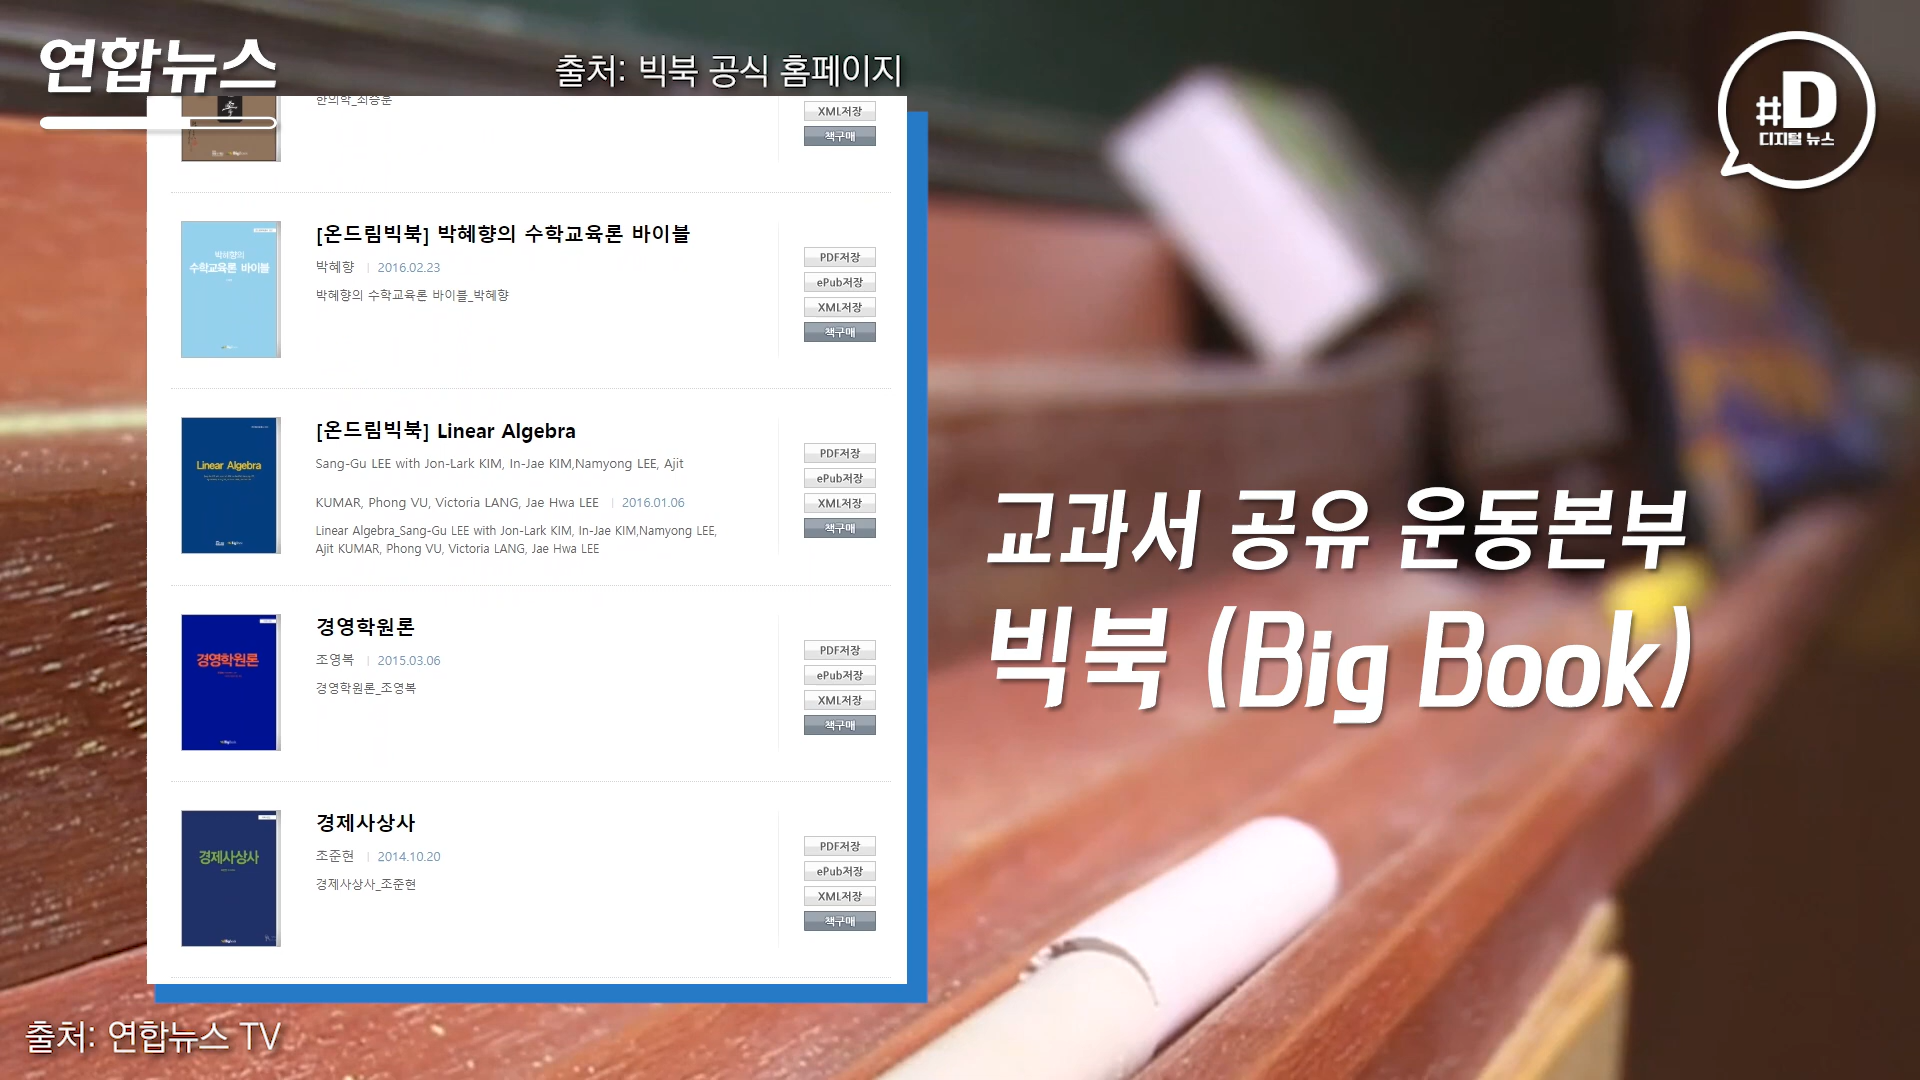 연합뉴스
출처: 빅북 공식 홈페이지
#D
디지털 뉴스
한의학_최승훈
XML저장
책구매
[온드림빅북] 박혜향의 수학교육론 바이블
박혜향 | 2016.02.23
박혜향의 수학교육론 바이블_박혜향
PDF저장
ePub저장
XML저장
책구매
박혜향의
수학교육론 바이블
[온드림빅북] Linear Algebra
Sang-Gu LEE with Jon-Lark KIM, In-Jae KIM,Namyong LEE, Ajit
KUMAR, Phong VU, Victoria LANG, Jae Hwa LEE | 2016.01.06
Linear Algebra_Sang-Gu LEE with Jon-Lark KIM, In-Jae KIM,Namyong LEE,
Ajit KUMAR, Phong VU, Victoria LANG, Jae Hwa LEE
PDF저장
ePub저장
XML저장
책구매
Linear Algebra
경영학원론
조영복 | 2015.03.06
경영학원론_조영복
PDF저장
ePub저장
XML저장
책구매
경영학원론
경제사상사
조준현 | 2014.10.20
경제사상사_조준현
PDF저장
ePub저장
XML저장
책구매
경제사상사
교과서 공유 운동본부
빅북 (Big Book)
출처: 연합뉴스 TV